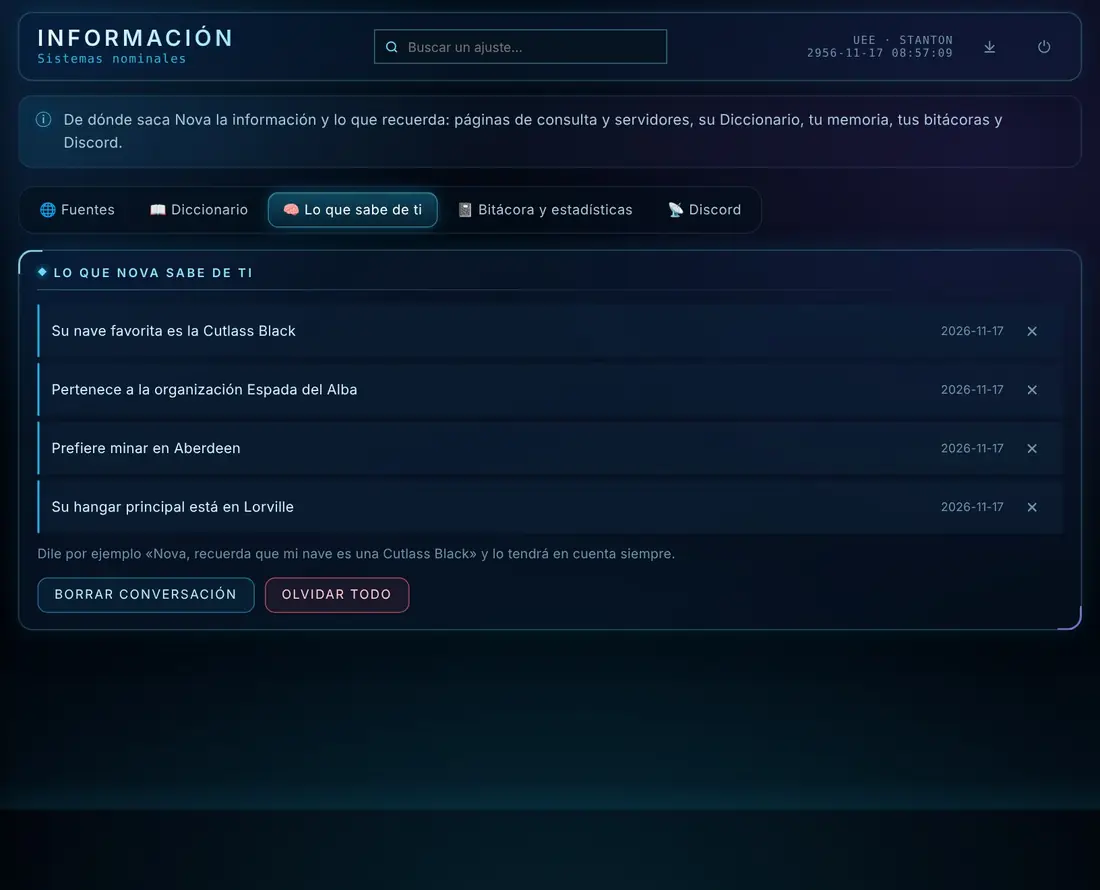 INFORMACIÓN
Sistemas nominales
Buscar un ajuste...
UEE · STANTON
2956-11-17 08:57:09
De dónde saca Nova la información y lo que recuerda: páginas de consulta y servidores, su Diccionario, tu memoria, tus bitácoras y
Discord.
Fuentes
Diccionario
Lo que sabe de ti
Bitácora y estadísticas
Discord
LO QUE NOVA SABE DE TI
Su nave favorita es la Cutlass Black 2026-11-17
Pertenece a la organización Espada del Alba 2026-11-17
Prefiere minar en Aberdeen 2026-11-17
Su hangar principal está en Lorville 2026-11-17
Dile por ejemplo «Nova, recuerda que mi nave es una Cutlass Black» y lo tendrá en cuenta siempre.
BORRAR CONVERSACIÓN
OLVIDAR TODO